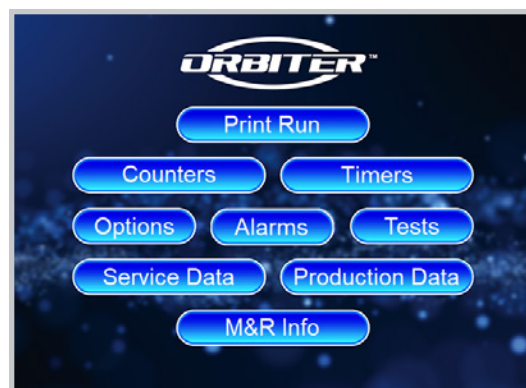 ORBITER™
Print Run
Counters Timers
Options Alarms Tests
Service Data Production Data
M&R Info